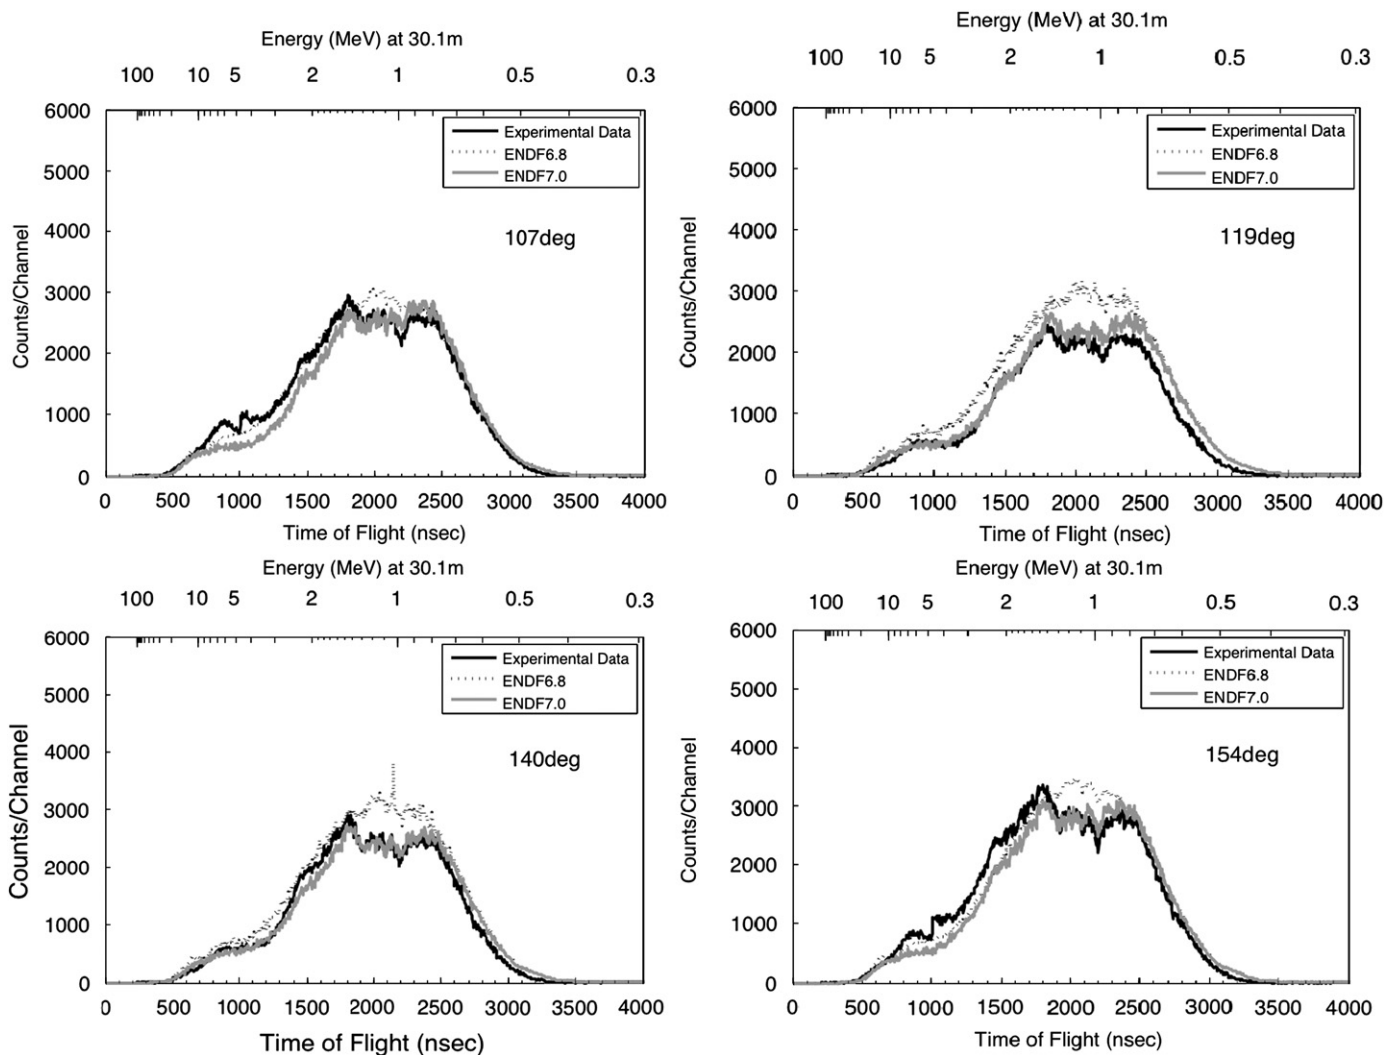 Energy (MeV) at 30.1m
100 10 5 2 1 0.5 0.3
6000
5000
4000
3000
2000
1000
0
Counts/Channel
Experimental Data
ENDF6.8
ENDF7.0
107deg
0 500 1000 1500 2000 2500 3000 3500 4000
Time of Flight (nsec)
Energy (MeV) at 30.1m
100 10 5 2 1 0.5 0.3
6000
5000
4000
3000
2000
1000
0
Counts/Channel
Experimental Data
ENDF6.8
ENDF7.0
119deg
0 500 1000 1500 2000 2500 3000 3500 4000
Time of Flight (nsec)
Energy (MeV) at 30.1m
100 10 5 2 1 0.5 0.3
6000
5000
4000
3000
2000
1000
0
Counts/Channel
Experimental Data
ENDF6.8
ENDF7.0
140deg
0 500 1000 1500 2000 2500 3000 3500 4000
Time of Flight (nsec)
Energy (MeV) at 30.1m
100 10 5 2 1 0.5 0.3
6000
5000
4000
3000
2000
1000
0
Counts/Channel
Experimental Data
ENDF6.8
ENDF7.0
154deg
0 500 1000 1500 2000 2500 3000 3500 4000
Time of Flight (nsec)